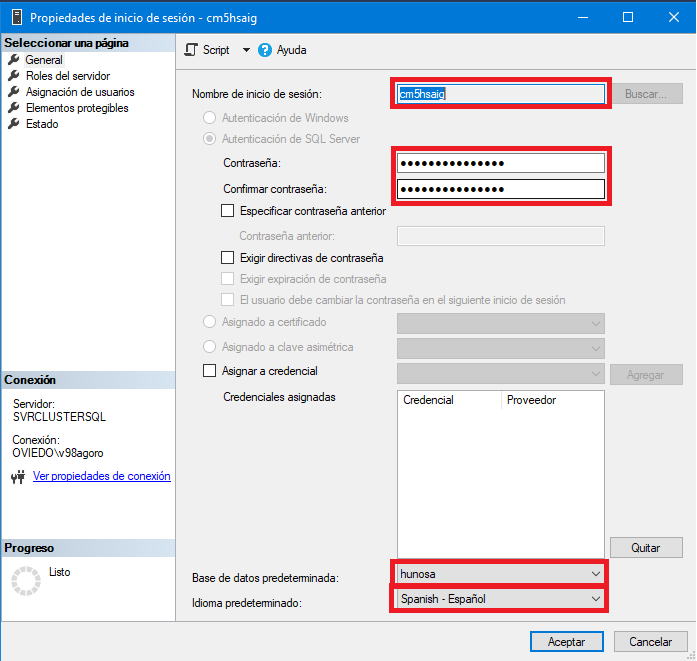 Propiedades de inicio de sesión - cm5hsaig
Seleccionar una página
General
Roles del servidor
Asignación de usuarios
Elementos protegibles
Estado
Conexión
Servidor:
SVRCLUSTERSQL
Conexión:
OVIEDO\v98agoro
Ver propiedades de conexión
Progreso
Listo
Script
Ayuda
Nombre de inicio de sesión: cm5hsaig Buscar...
Autenticación de Windows
Autenticación de SQL Server
Contraseña: ●●●●●●●●●●●●●●●
Confirmar contraseña: ●●●●●●●●●●●●●●●
Especificar contraseña anterior
Contraseña anterior:
Exigir directivas de contraseña
Exigir expiración de contraseña
El usuario debe cambiar la contraseña en el siguiente inicio de sesión
Asignado a certificado
Asignado a clave asimétrica
Asignar a credencial Agregar
Credenciales asignadas Credencial Proveedor
Quitar
Base de datos predeterminada: hunosa
Idioma predeterminado: Spanish - Español
Aceptar Cancelar